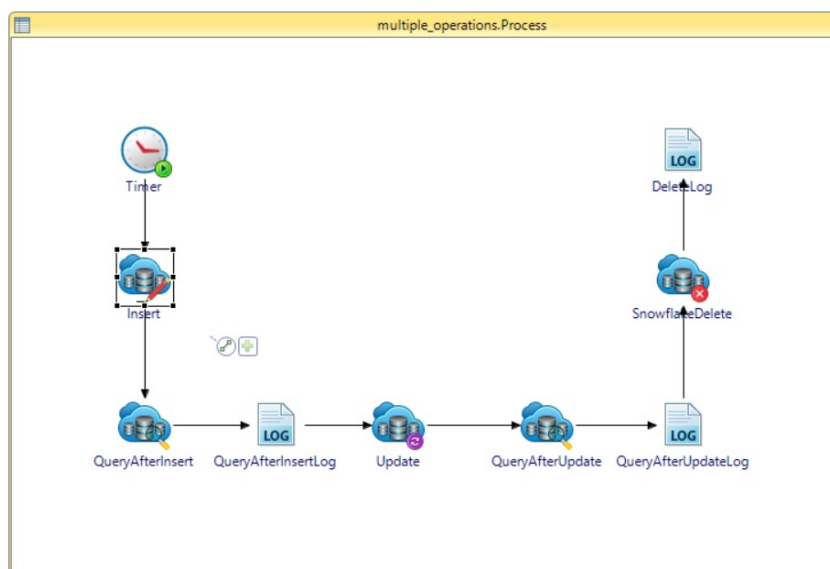 multiple_operations.Process
Timer
LOG
DeleteLog
Insert
SnowflakeDelete
LOG
LOG
QueryAfterInsert
QueryAfterInsertLog
Update
QueryAfterUpdate
QueryAfterUpdateLog